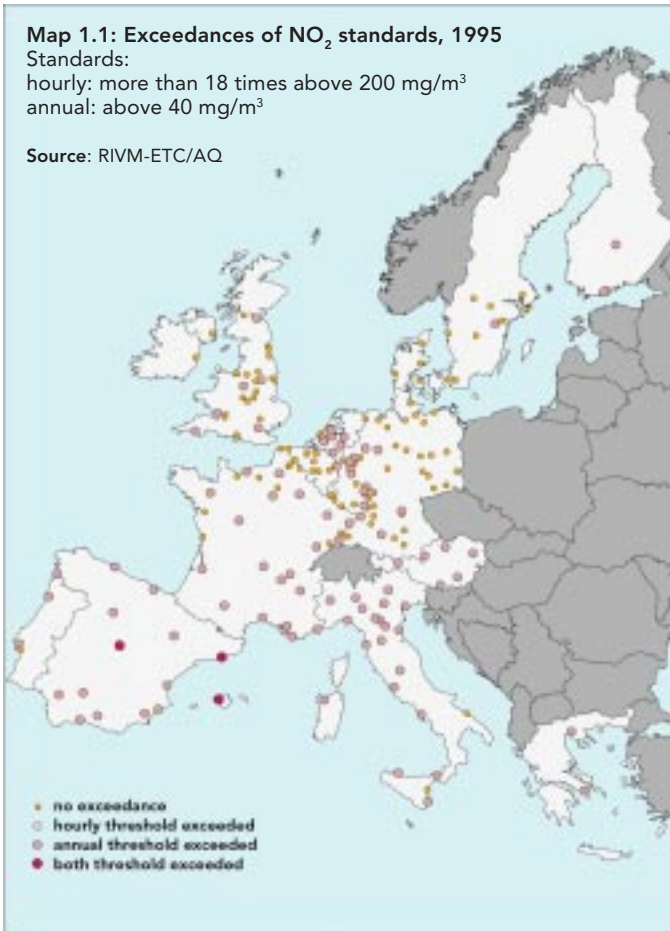 Map 1.1: Exceedances of NO₂ standards, 1995
Standards:
hourly: more than 18 times above 200 mg/m³
annual: above 40 mg/m³
Source: RIVM-ETC/AQ
no exceedance
hourly threshold exceeded
annual threshold exceeded
both threshold exceeded